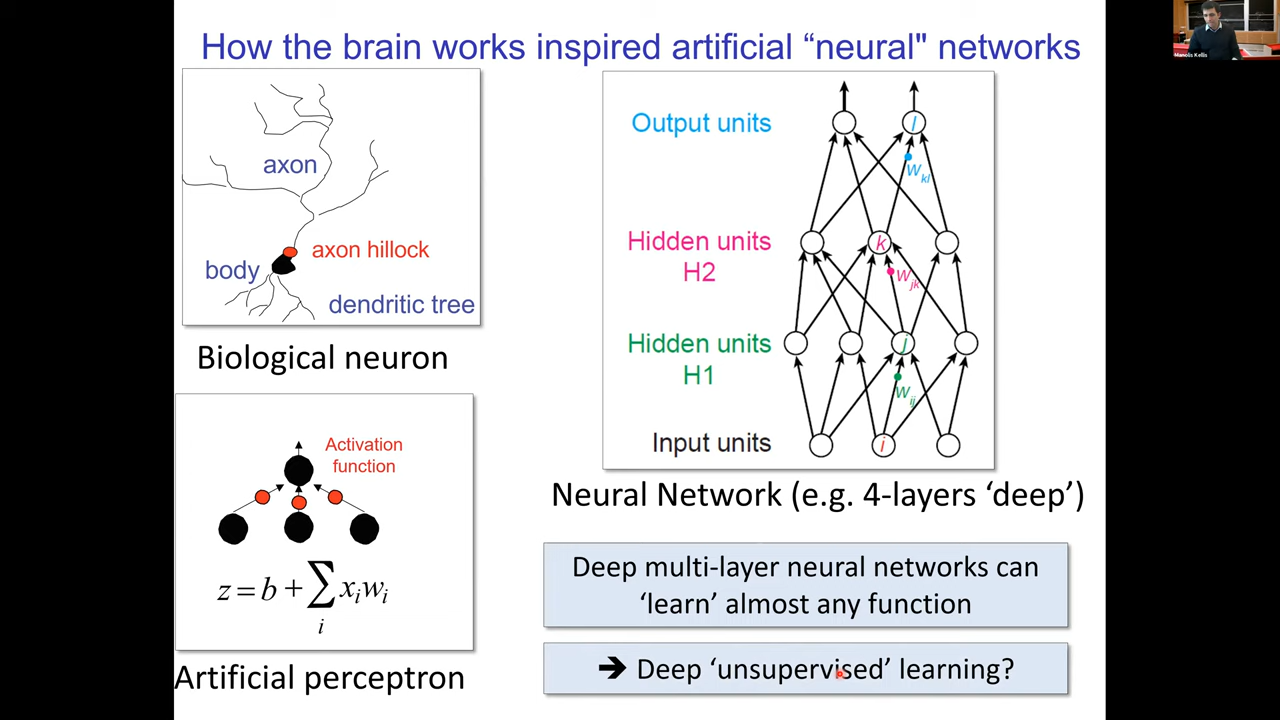 How the brain works inspired artificial “neural" networks
axon
axon hillock
body
dendritic tree
Biological neuron
Activation
function
z = b + ∑ xᵢwᵢ
i
Artificial perceptron
Output units
l
wkl
Hidden units
H2
k
wjk
Hidden units
H1
j
wij
Input units
i
Neural Network (e.g. 4-layers ‘deep’)
Deep multi-layer neural networks can
‘learn’ almost any function
➔ Deep ‘unsupervised’ learning?
Manolis Kellis